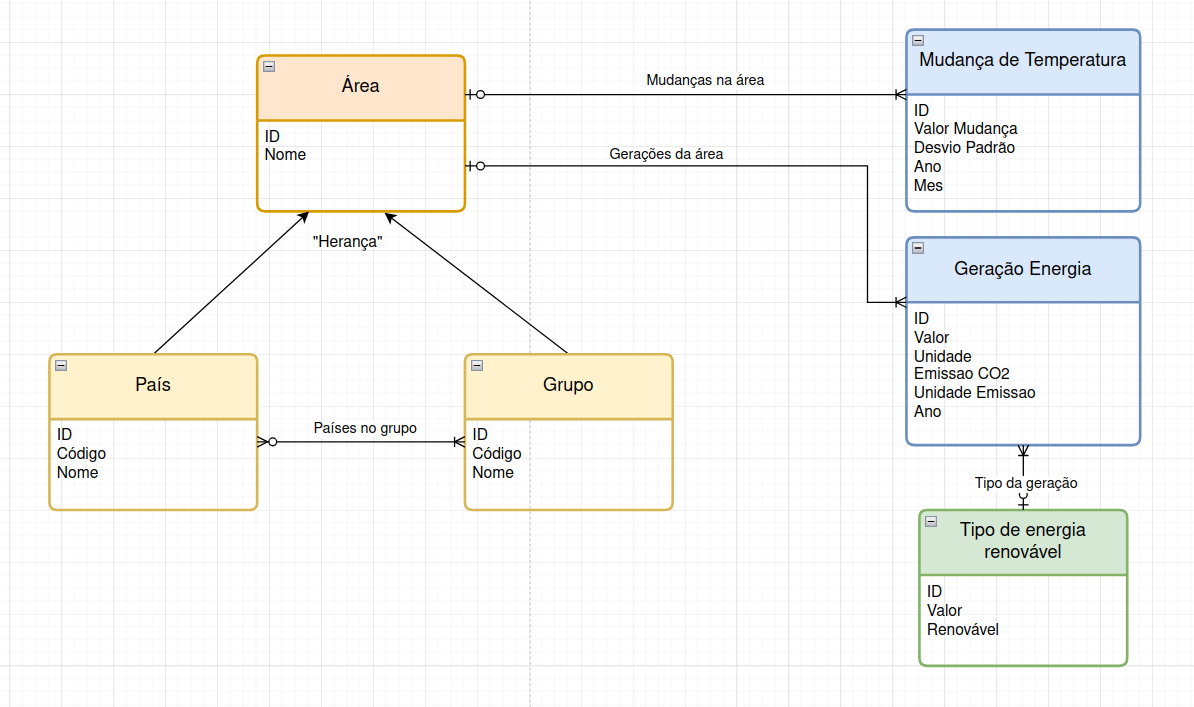 Área
ID
Nome
Mudanças na área
Gerações da área
Mudança de Temperatura
ID
Valor Mudança
Desvio Padrão
Ano
Mes
"Herança"
Geração Energia
ID
Valor
Unidade
Emissao CO2
Unidade Emissao
Ano
País
ID
Código
Nome
Países no grupo
Grupo
ID
Código
Nome
Tipo da geração
Tipo de energia
renovável
ID
Valor
Renovável